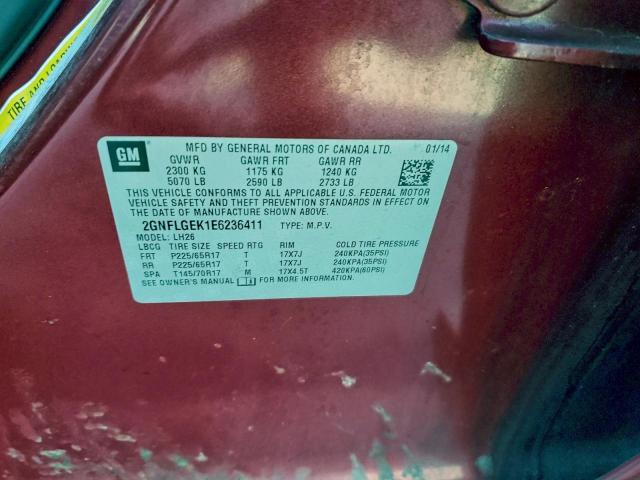 TIRE AND LOADING
GM
MFD BY GENERAL MOTORS OF CANADA LTD. 01/14
GVWR GAWR FRT GAWR RR
2300 KG 1175 KG 1240 KG
5070 LB 2590 LB 2733 LB
THIS VEHICLE CONFORMS TO ALL APPLICABLE U.S. FEDERAL MOTOR
VEHICLE SAFETY AND THEFT PREVENTION STANDARDS IN EFFECT ON
THE DATE OF MANUFACTURE SHOWN ABOVE.
2GNFLGEK1E6236411 TYPE: M.P.V.
MODEL: LH26
LBCG TIRE SIZE SPEED RTG RIM COLD TIRE PRESSURE
FRT P225/65R17 T 17X7J 240KPA(35PSI)
RR P225/65R17 T 17X7J 240KPA(35PSI)
SPA T145/70R17 M 17X4.5T 420KPA(60PSI)
SEE OWNER'S MANUAL FOR MORE INFORMATION.